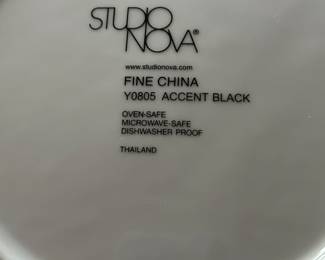 STUDIO
NOVA®
www.studionova.com
FINE CHINA
Y0805 ACCENT BLACK
OVEN-SAFE
MICROWAVE-SAFE
DISHWASHER PROOF
THAILAND